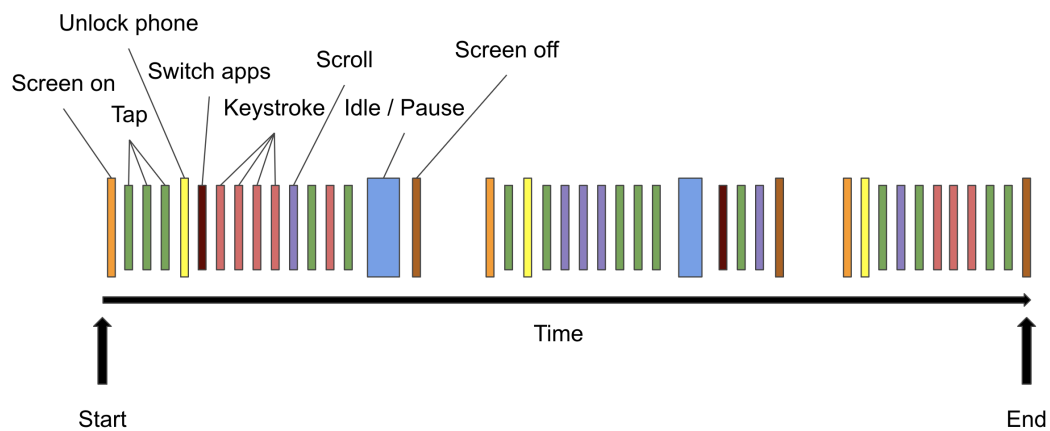 Unlock phone
Screen off
Scroll
Switch apps
Screen on
Tap
Keystroke
Idle / Pause
Time
Start
End